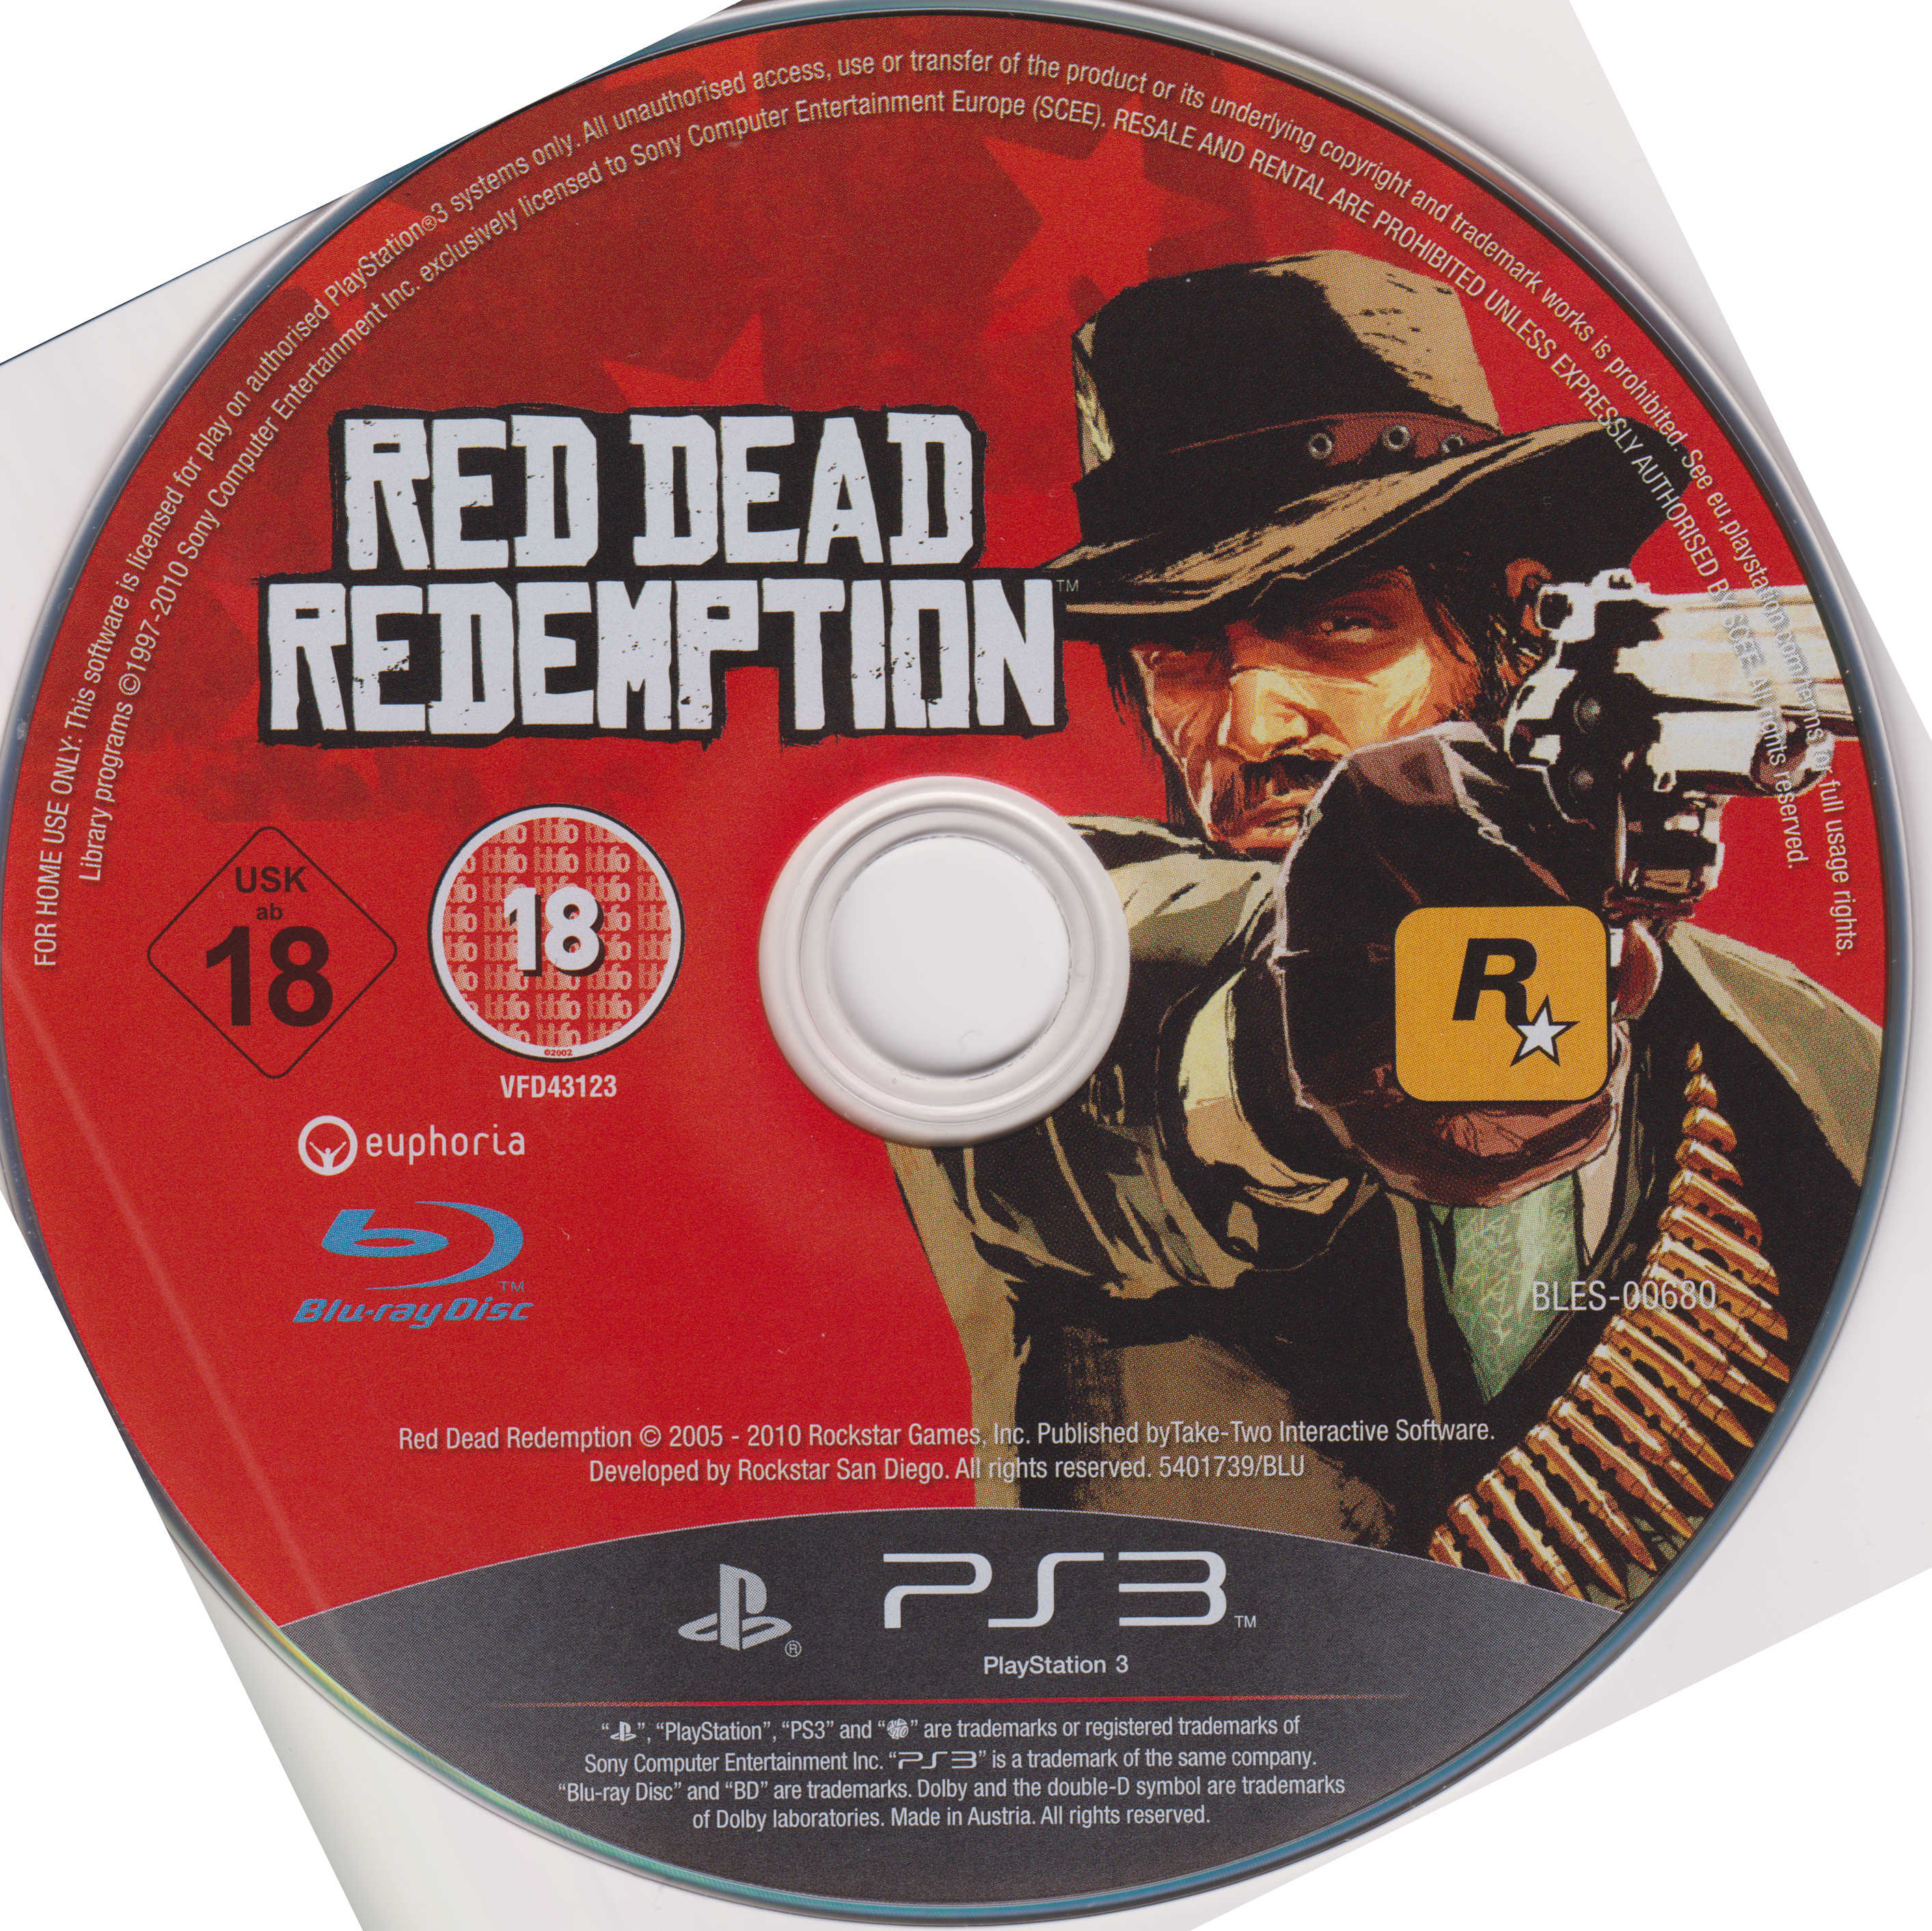 FOR HOME USE ONLY: This software is licensed for play on authorised PlayStation®3 systems only. All unauthorised access, use or transfer of the product or its underlying copyright and trademark works is prohibited. See eu.playstation.com/terms for full usage rights.
Library programs ©1997-2010 Sony Computer Entertainment Inc. exclusively licensed to Sony Computer Entertainment Europe (SCEE). RESALE AND RENTAL ARE PROHIBITED UNLESS EXPRESSLY AUTHORISED BY SCEE. All rights reserved.
RED DEAD
REDEMPTION™
USK
ab
18
18
©2002
VFD43123
R
euphoria
™
Blu-ray Disc
BLES-00680
Red Dead Redemption © 2005 - 2010 Rockstar Games, Inc. Published byTake-Two Interactive Software.
Developed by Rockstar San Diego. All rights reserved. 5401739/BLU
® PS3™
PlayStation 3
“ ”, “PlayStation”, “PS3” and “ ” are trademarks or registered trademarks of
Sony Computer Entertainment Inc. “PS3” is a trademark of the same company.
“Blu-ray Disc” and “BD” are trademarks. Dolby and the double-D symbol are trademarks
of Dolby laboratories. Made in Austria. All rights reserved.